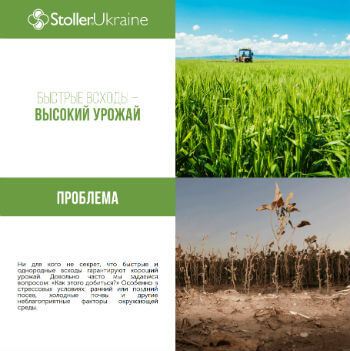 Stoller Ukraine
БЫСТРЫЕ ВСХОДЫ –
ВЫСОКИЙ УРОЖАЙ
ПРОБЛЕМА
Ни для кого не секрет, что быстрые и
однородные всходы гарантируют хороший
урожай. Довольно часто мы задаемся
вопросом: «Как этого добиться?» Особенно в
стрессовых условиях: ранний или поздний
посев, холодные почвы и другие
неблагоприятные факторы окружающей
среды.